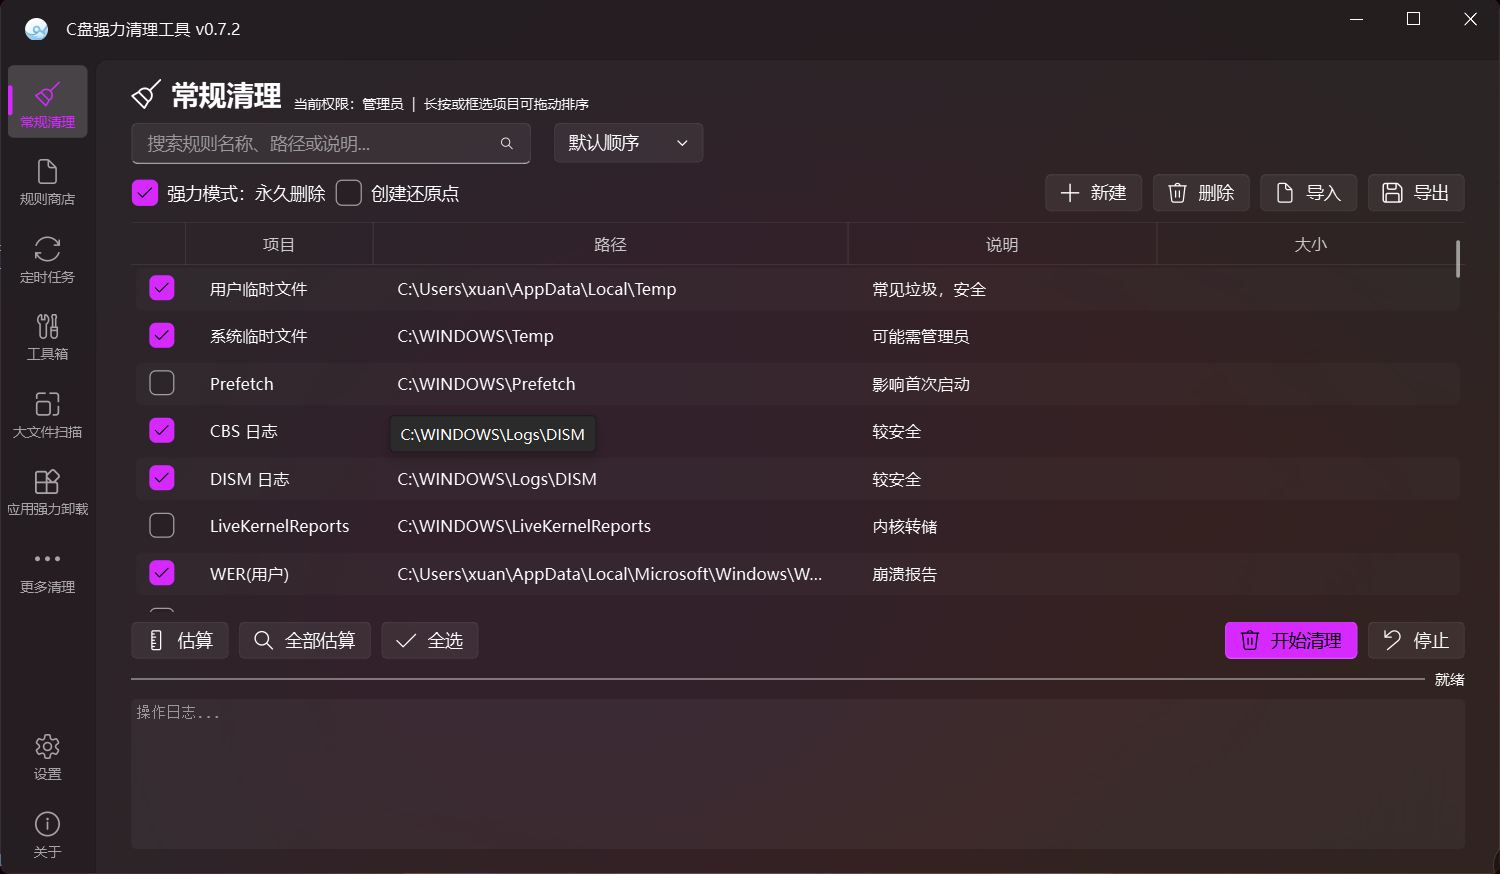 C盘强力清理工具 v0.7.2
常规清理
规则商店
定时任务
工具箱
大文件扫描
应用强力卸载
更多清理
设置
关于
常规清理 当前权限：管理员 | 长按或框选项目可拖动排序
搜索规则名称、路径或说明... 默认顺序
强力模式：永久删除 创建还原点 新建 删除 导入 导出
项目 路径 说明 大小
用户临时文件 C:\Users\xuan\AppData\Local\Temp 常见垃圾，安全
系统临时文件 C:\WINDOWS\Temp 可能需管理员
Prefetch C:\WINDOWS\Prefetch 影响首次启动
CBS 日志 C:\WINDOWS\Logs\DISM 较安全
DISM 日志 C:\WINDOWS\Logs\DISM 较安全
LiveKernelReports C:\WINDOWS\LiveKernelReports 内核转储
WER(用户) C:\Users\xuan\AppData\Local\Microsoft\Windows\W... 崩溃报告
估算 全部估算 全选 开始清理 停止
就绪
操作日志...